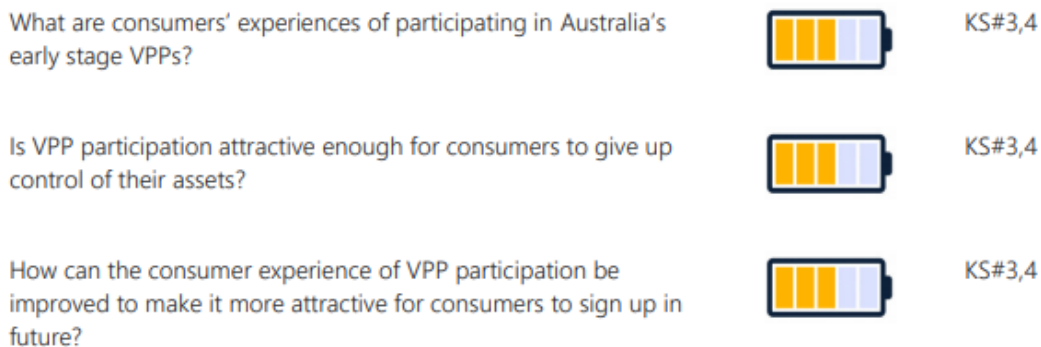 What are consumers’ experiences of participating in Australia’s
early stage VPPs?
KS#3,4
Is VPP participation attractive enough for consumers to give up
control of their assets?
KS#3,4
How can the consumer experience of VPP participation be
improved to make it more attractive for consumers to sign up in
future?
KS#3,4